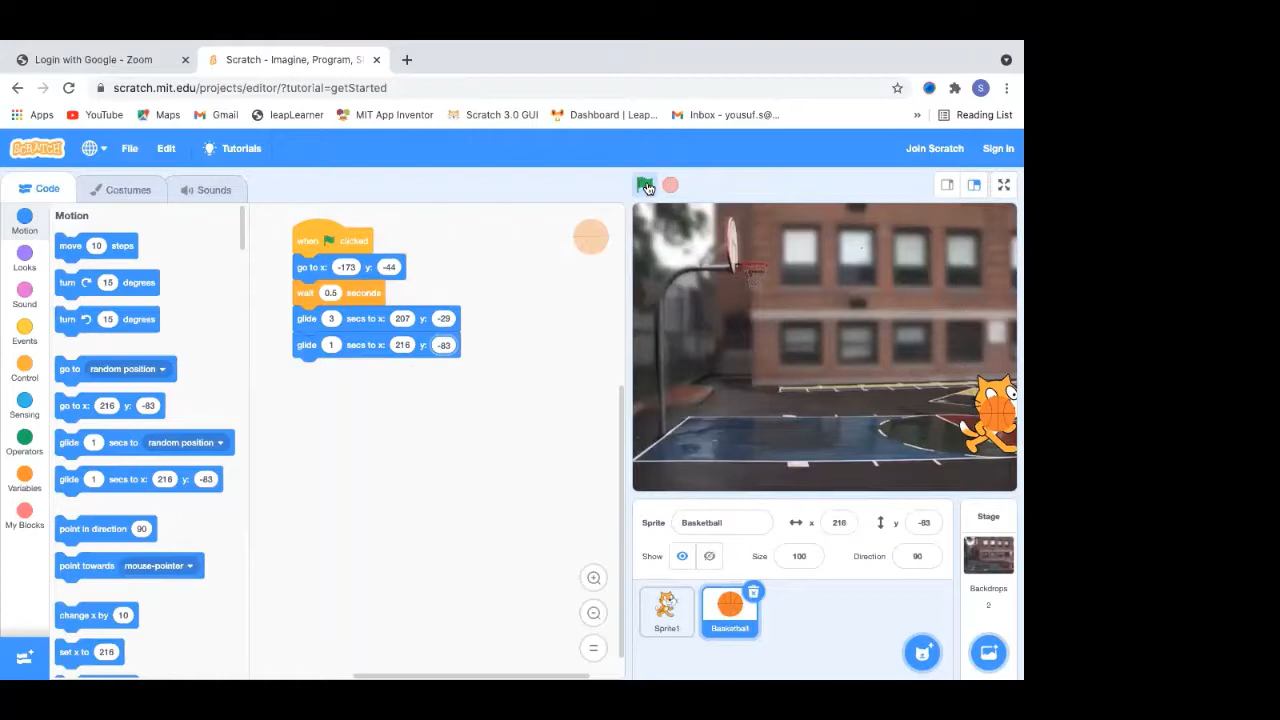 Login with Google - Zoom
Scratch - Imagine, Program, S
scratch.mit.edu/projects/editor/?tutorial=getStarted
S
Apps YouTube Maps Gmail leapLearner MIT App Inventor Scratch 3.0 GUI Dashboard | Leap... Inbox - yousuf.s@... » Reading List
SCRATCH File Edit Tutorials Join Scratch Sign in
Code Costumes Sounds
Motion
Looks
Sound
Events
Control
Sensing
Operators
Variables
My Blocks
Motion
move 10 steps
turn 15 degrees
turn 15 degrees
go to random position
go to x: 216 y: -83
glide 1 secs to random position
glide 1 secs to x: 216 y: -83
point in direction 90
point towards mouse-pointer
change x by 10
set x to 216
when clicked
go to x: -173 y: -44
wait 0.5 seconds
glide 3 secs to x: 207 y: -29
glide 1 secs to x: 216 y: -83
Sprite Basketball x 216 y -83
Show Size 100 Direction 90
Sprite1
Basketball
Stage
Backdrops
2